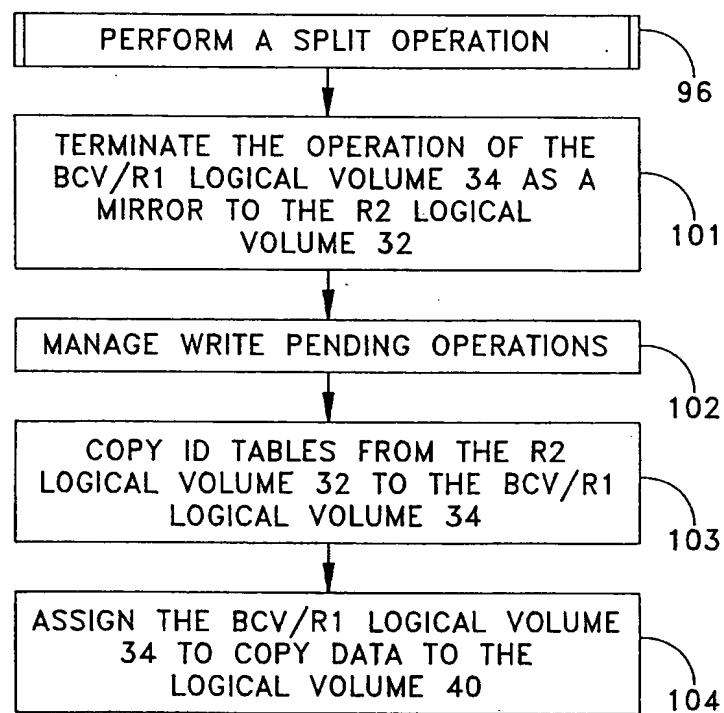 PERFORM A SPLIT OPERATION
96
TERMINATE THE OPERATION OF THE
BCV/R1 LOGICAL VOLUME 34 AS A
MIRROR TO THE R2 LOGICAL
VOLUME 32
101
MANAGE WRITE PENDING OPERATIONS
102
COPY ID TABLES FROM THE R2
LOGICAL VOLUME 32 TO THE BCV/R1
LOGICAL VOLUME 34
103
ASSIGN THE BCV/R1 LOGICAL VOLUME
34 TO COPY DATA TO THE
LOGICAL VOLUME 40
104